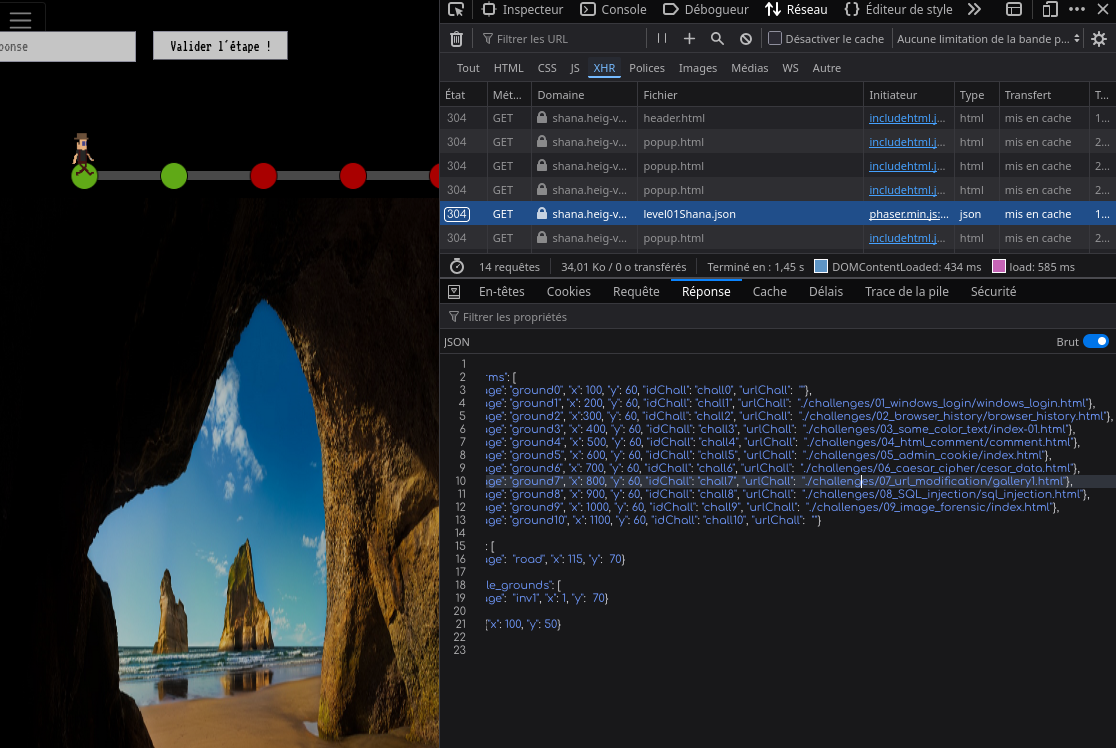 ponse
Valider l'étape !
Inspecteur Console Débogueur Réseau Éditeur de style
Filtrer les URL Désactiver le cache Aucune limitation de la bande p...
Tout HTML CSS JS XHR Polices Images Médias WS Autre
État Mét... Domaine Fichier Initiateur Type Transfert T...
304 GET shana.heig-v... header.html includehtml.j... html mis en cache 1...
304 GET shana.heig-v... popup.html includehtml.j... html mis en cache 2...
304 GET shana.heig-v... popup.html includehtml.j... html mis en cache 2...
304 GET shana.heig-v... popup.html includehtml.j... html mis en cache 2...
304 GET shana.heig-v... level01Shana.json phaser.min.js:... json mis en cache 1...
304 GET shana.heig-v... popup.html includehtml.j... html mis en cache 2...
14 requêtes 34,01 Ko / 0 o transférés Terminé en : 1,45 s DOMContentLoaded: 434 ms load: 585 ms
En-têtes Cookies Requête Réponse Cache Délais Trace de la pile Sécurité
Filtrer les propriétés
JSON Brut
1
2 rms": [
3 ge": "ground0", "x": 100, "y": 60, "idChall": "chall0", "urlChall": ""},
4 ge": "ground1", "x": 200, "y": 60, "idChall": "chall1", "urlChall": "./challenges/01_windows_login/windows_login.html"},
5 ge": "ground2", "x":300, "y": 60, "idChall": "chall2", "urlChall": "./challenges/02_browser_history/browser_history.html"},
6 ge": "ground3", "x": 400, "y": 60, "idChall": "chall3", "urlChall": "./challenges/03_same_color_text/index-01.html"},
7 ge": "ground4", "x": 500, "y": 60, "idChall": "chall4", "urlChall": "./challenges/04_html_comment/comment.html"},
8 ge": "ground5", "x": 600, "y": 60, "idChall": "chall5", "urlChall": "./challenges/05_admin_cookie/index.html"},
9 ge": "ground6", "x": 700, "y": 60, "idChall": "chall6", "urlChall": "./challenges/06_caesar_cipher/cesar_data.html"},
10 ge": "ground7", "x": 800, "y": 60, "idChall": "chall7", "urlChall": "./challenges/07_url_modification/gallery1.html"},
11 ge": "ground8", "x": 900, "y": 60, "idChall": "chall8", "urlChall": "./challenges/08_SQL_injection/sql_injection.html"},
12 ge": "ground9", "x": 1000, "y": 60, "idChall": "chall9", "urlChall": "./challenges/09_image_forensic/index.html"},
13 ge": "ground10", "x": 1100, "y": 60, "idChall": "chall10", "urlChall": ""}
14
15 : [
16 ge": "road", "x": 115, "y": 70}
17
18 le_grounds": [
19 ge": "inv1", "x": 1, "y": 70}
20
21 {"x": 100, "y": 50}
22
23